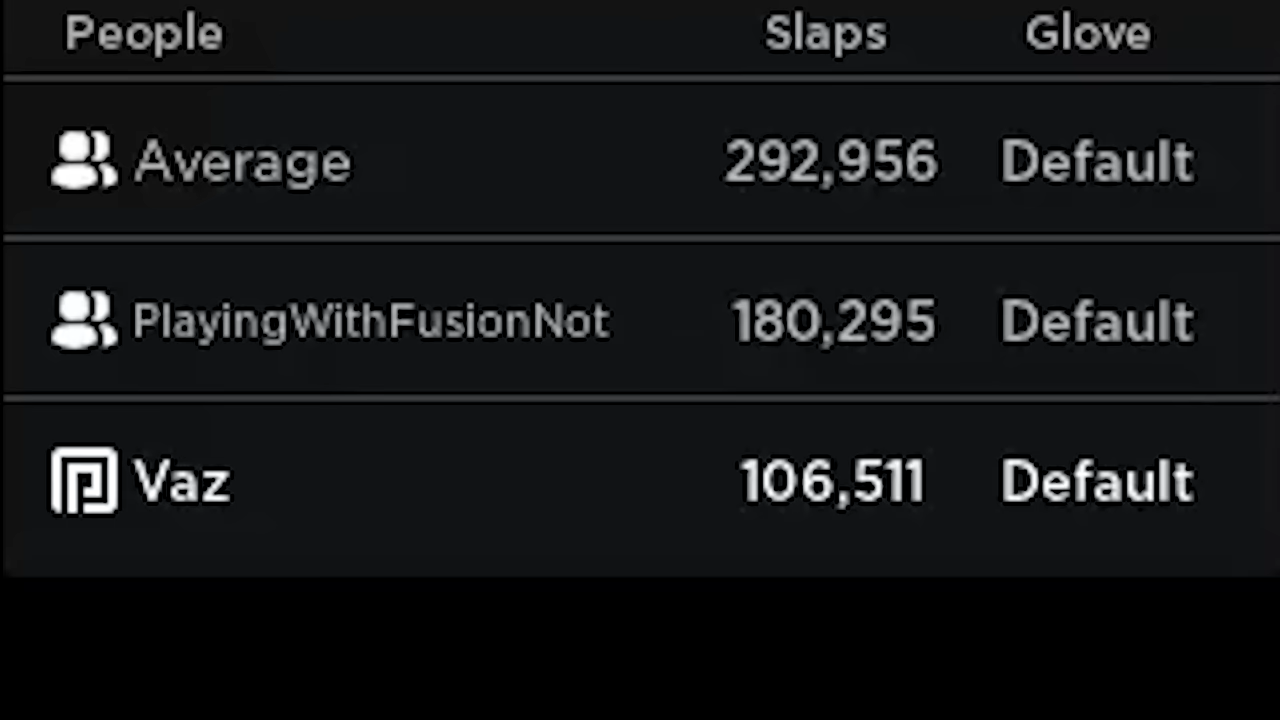 People Slaps Glove
Average 292,956 Default
PlayingWithFusionNot 180,295 Default
Vaz 106,511 Default